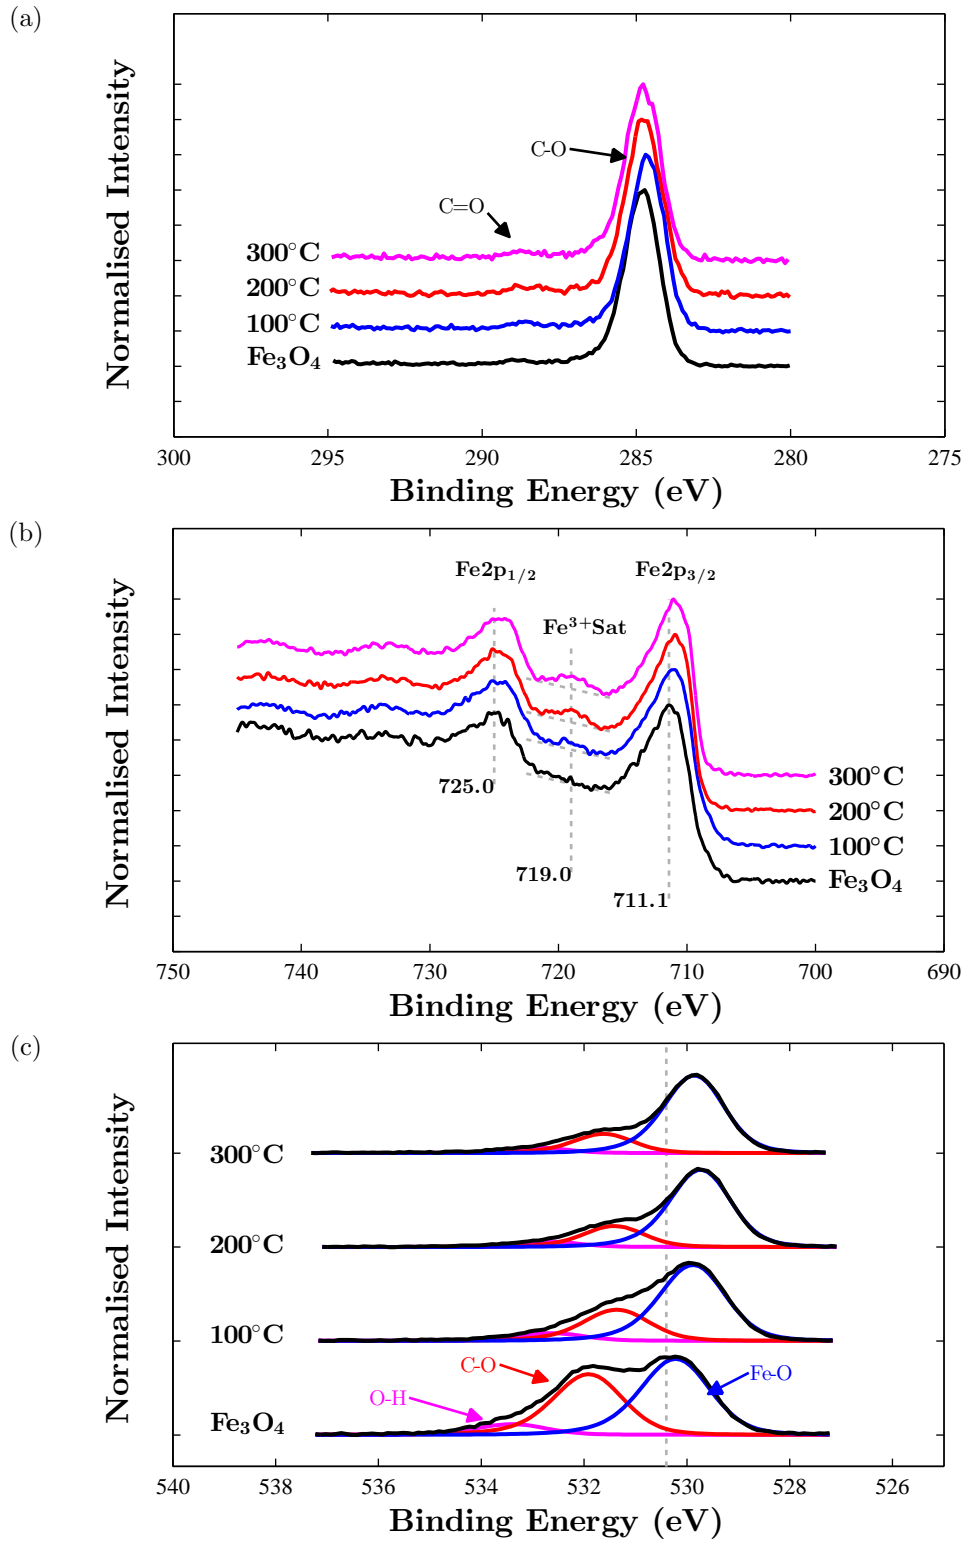 (a)
Normalised Intensity
C-O
C=O
300°C
200°C
100°C
Fe₃O₄
300 295 290 285 280 275
Binding Energy (eV)
(b)
Normalised Intensity
Fe2p₁/₂ Fe2p₃/₂
Fe³⁺Sat
725.0
719.0
711.1
300°C
200°C
100°C
Fe₃O₄
750 740 730 720 710 700 690
Binding Energy (eV)
(c)
Normalised Intensity
300°C
200°C
100°C
C-O
Fe-O
O-H
Fe₃O₄
540 538 536 534 532 530 528 526
Binding Energy (eV)